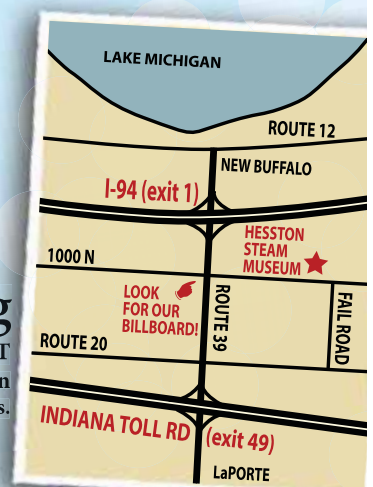 LAKE MICHIGAN
ROUTE 12
NEW BUFFALO
I-94 (exit 1)
HESSTON
STEAM
MUSEUM
1000 N
LOOK
FOR OUR
BILLBOARD!
ROUTE 39
FAIL ROAD
ROUTE 20
INDIANA TOLL RD (exit 49)
LaPORTE
g
T
n
s.